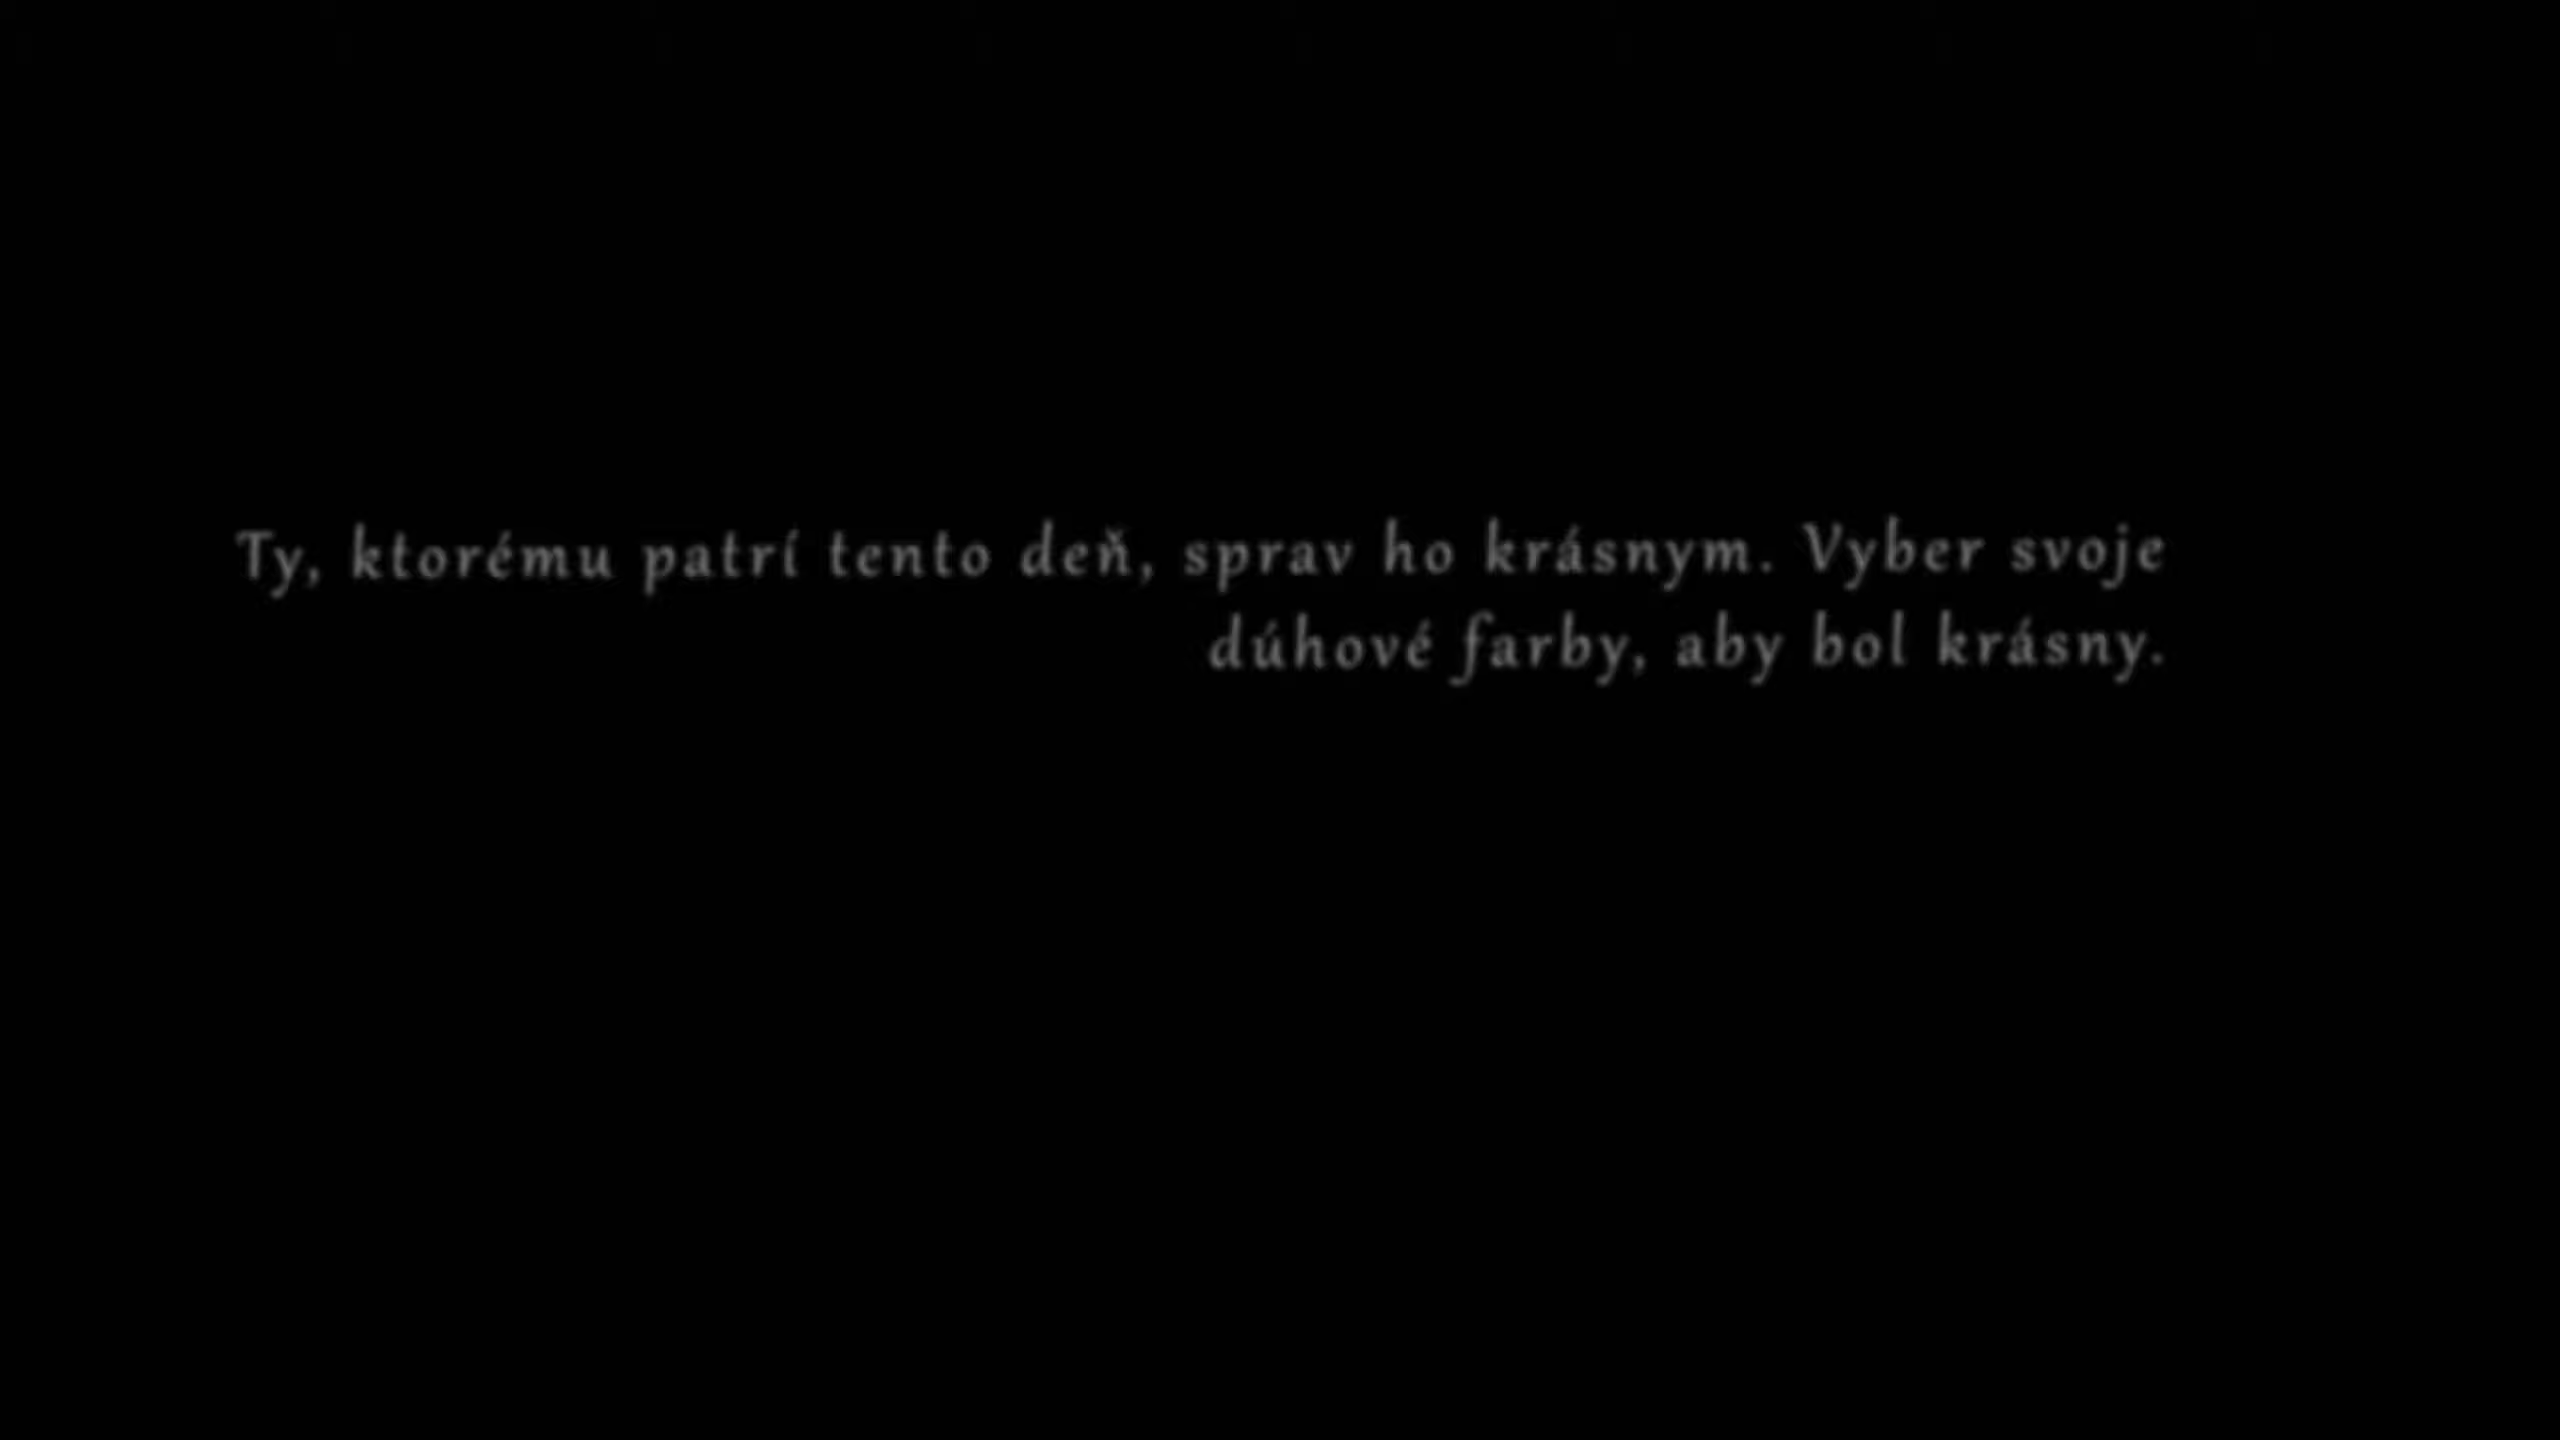 Ty, ktorému patrí tento deň, sprav ho krásnym. Vyber svoje
dúhové farby, aby bol krásny.